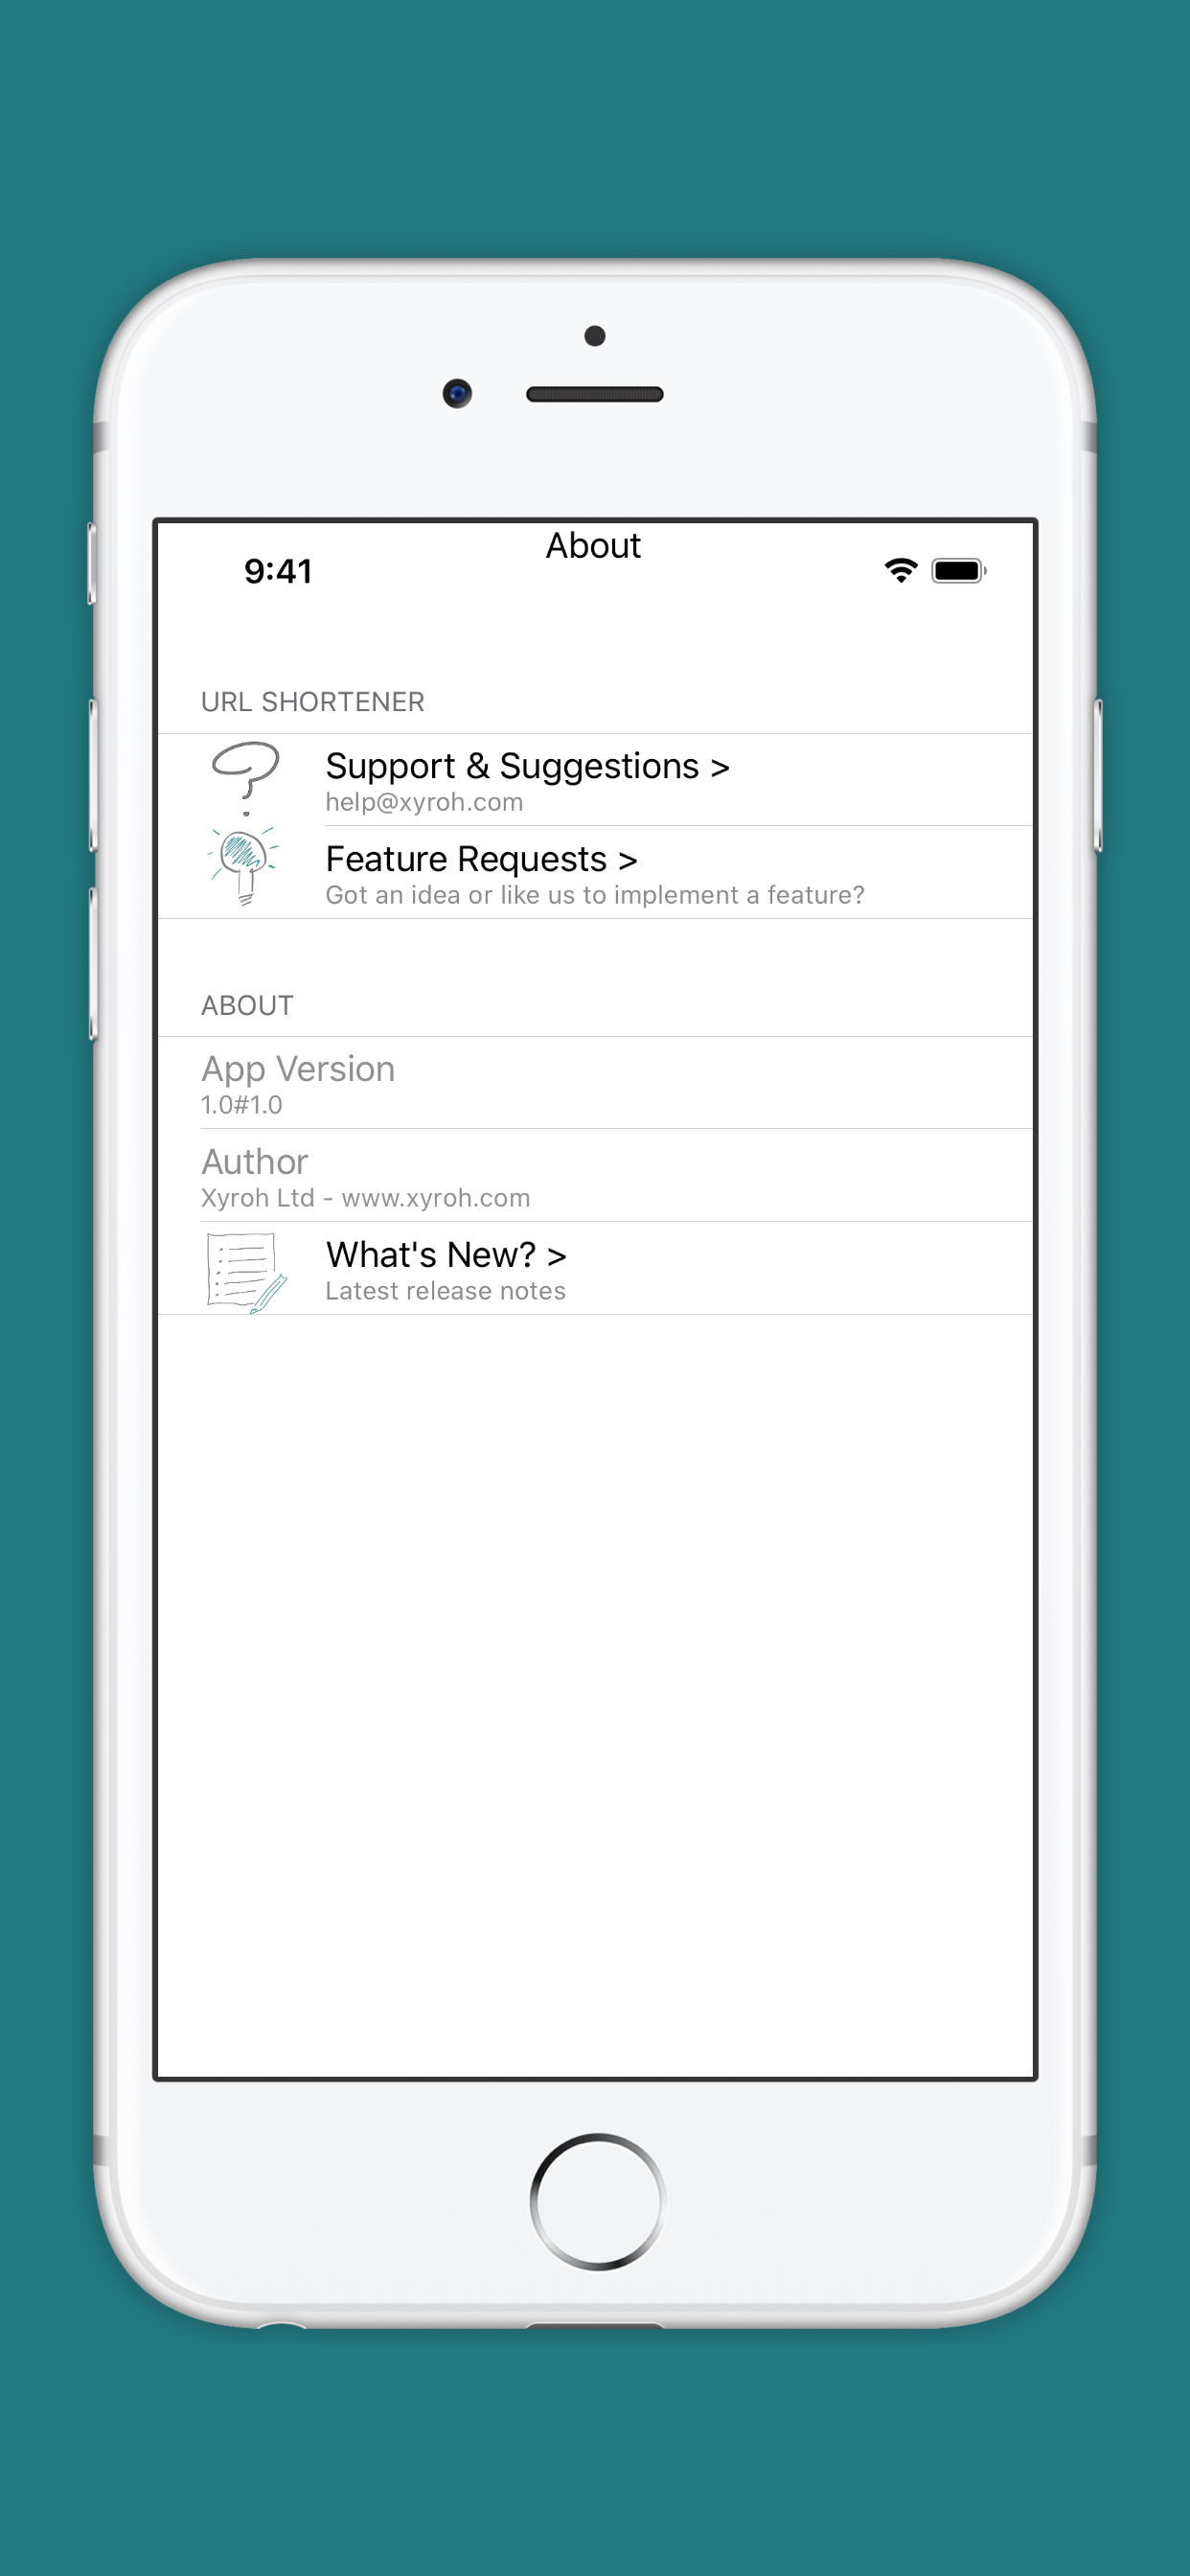 About
9:41
URL SHORTENER
Support & Suggestions >
help@xyroh.com
Feature Requests >
Got an idea or like us to implement a feature?
ABOUT
App Version
1.0#1.0
Author
Xyroh Ltd - www.xyroh.com
What's New? >
Latest release notes